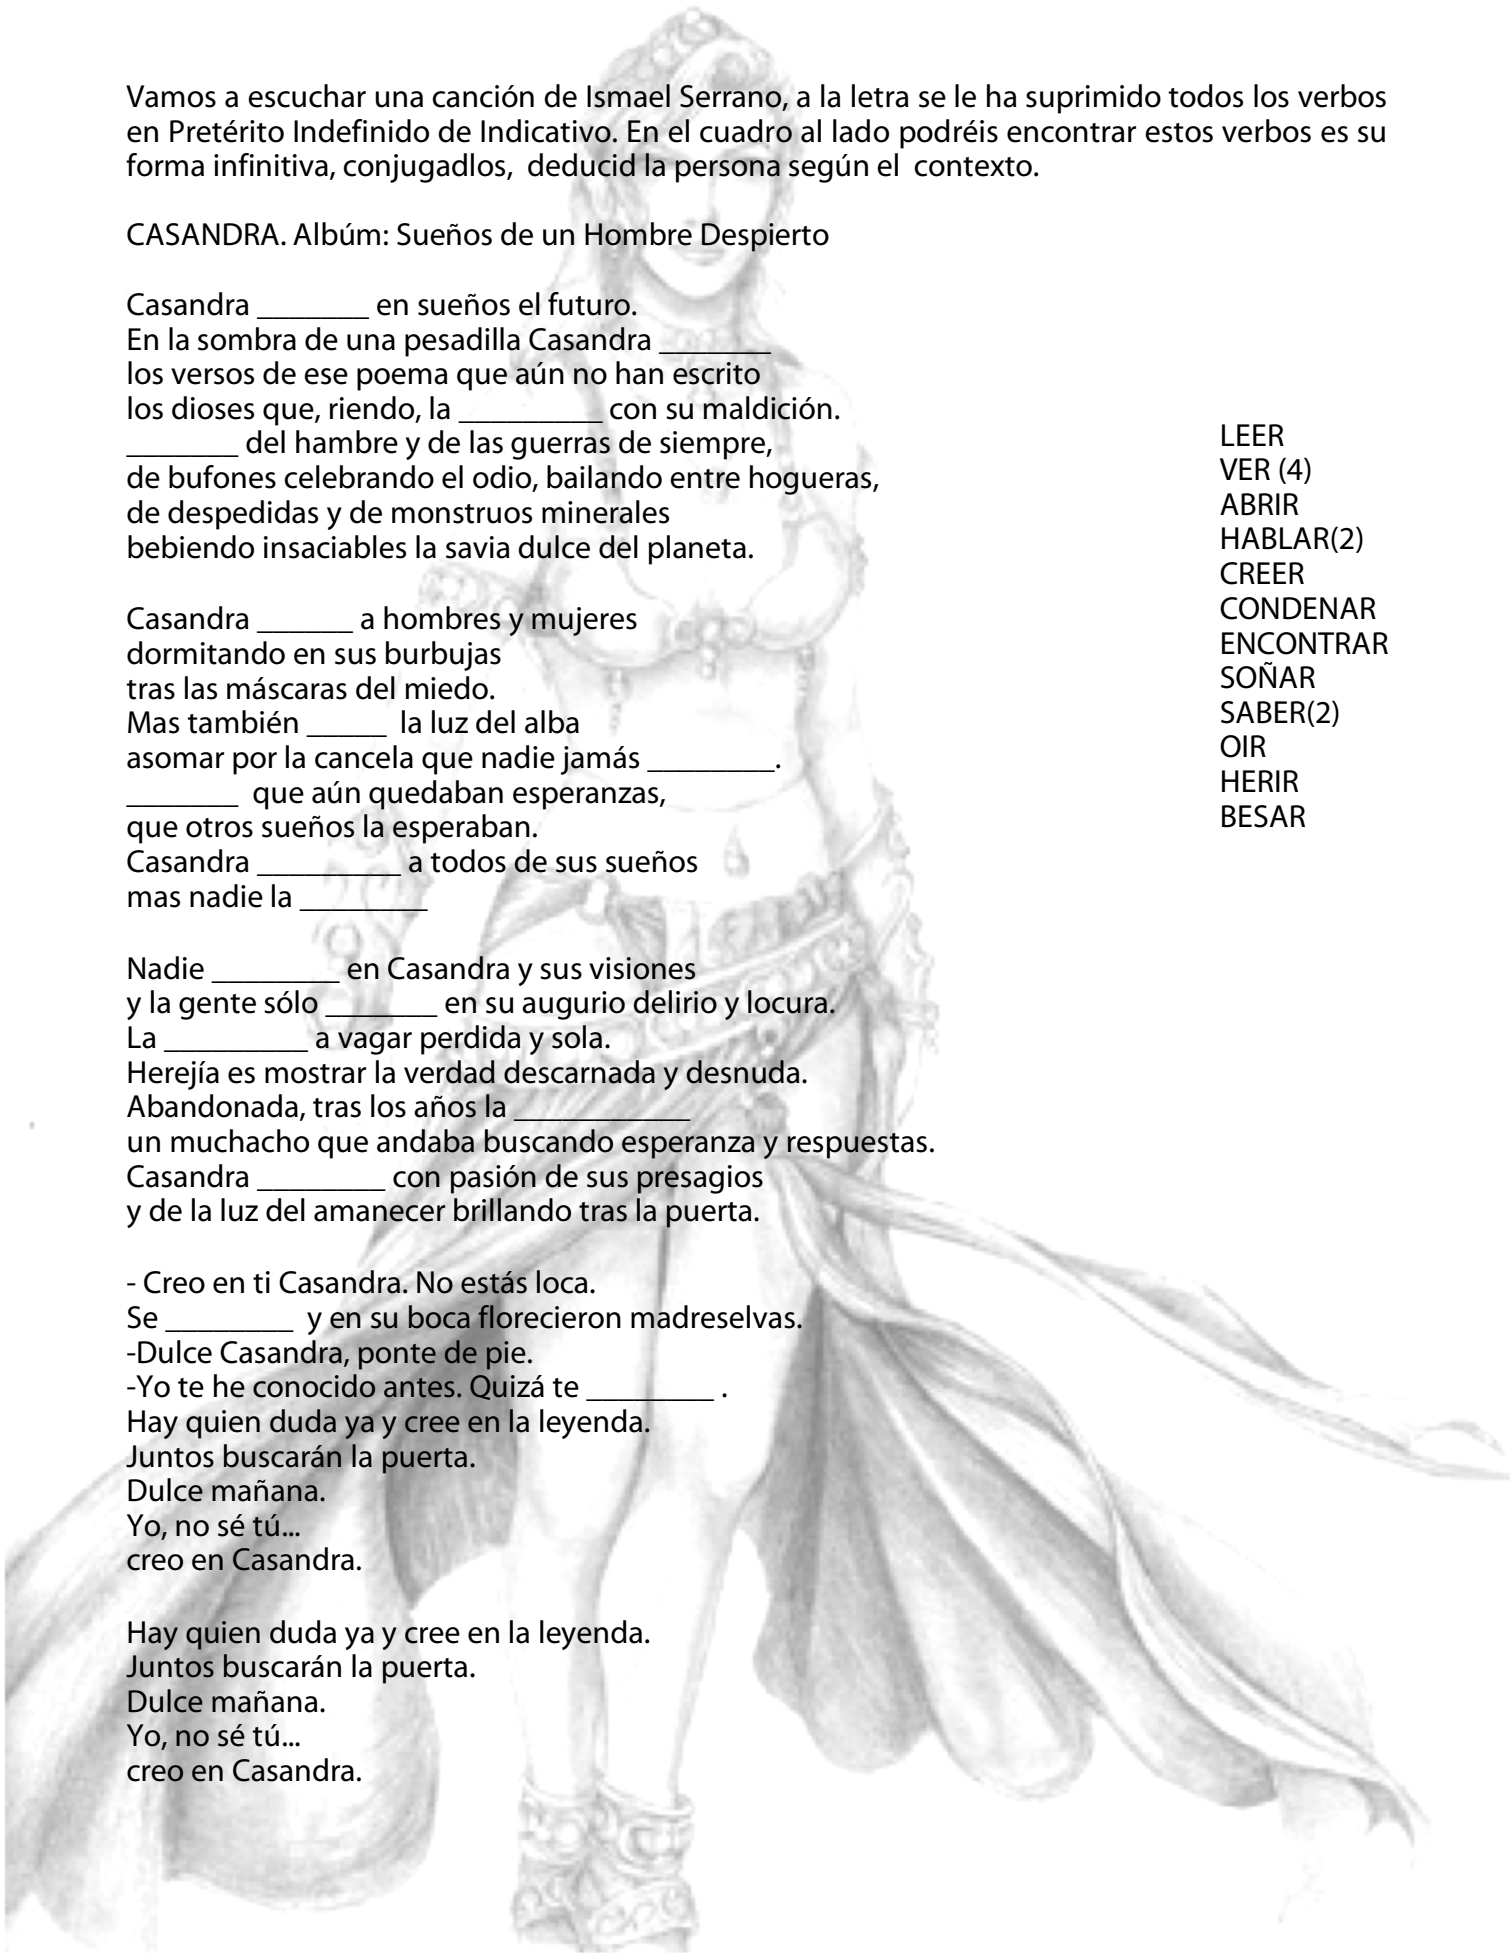 Vamos a escuchar una canción de Ismael Serrano, a la letra se le ha suprimido todos los verbos
en Pretérito Indefinido de Indicativo. En el cuadro al lado podréis encontrar estos verbos es su
forma infinitiva, conjugadlos, deducid la persona según el contexto.
CASANDRA. Albúm: Sueños de un Hombre Despierto
Casandra _______ en sueños el futuro.
En la sombra de una pesadilla Casandra _______
los versos de ese poema que aún no han escrito
los dioses que, riendo, la _________ con su maldición.
_______ del hambre y de las guerras de siempre,
de bufones celebrando el odio, bailando entre hogueras,
de despedidas y de monstruos minerales
bebiendo insaciables la savia dulce del planeta.
Casandra ______ a hombres y mujeres
dormitando en sus burbujas
tras las máscaras del miedo.
Mas también _____ la luz del alba
asomar por la cancela que nadie jamás ________.
_______ que aún quedaban esperanzas,
que otros sueños la esperaban.
Casandra _________ a todos de sus sueños
mas nadie la ________
Nadie ________ en Casandra y sus visiones
y la gente sólo _______ en su augurio delirio y locura.
La _________ a vagar perdida y sola.
Herejía es mostrar la verdad descarnada y desnuda.
Abandonada, tras los años la ___________
un muchacho que andaba buscando esperanza y respuestas.
Casandra ________ con pasión de sus presagios
y de la luz del amanecer brillando tras la puerta.
- Creo en ti Casandra. No estás loca.
Se ________ y en su boca florecieron madreselvas.
-Dulce Casandra, ponte de pie.
-Yo te he conocido antes. Quizá te ________ .
Hay quien duda ya y cree en la leyenda.
Juntos buscarán la puerta.
Dulce mañana.
Yo, no sé tú...
creo en Casandra.
Hay quien duda ya y cree en la leyenda.
Juntos buscarán la puerta.
Dulce mañana.
Yo, no sé tú...
creo en Casandra.
LEER
VER (4)
ABRIR
HABLAR(2)
CREER
CONDENAR
ENCONTRAR
SOÑAR
SABER(2)
OIR
HERIR
BESAR